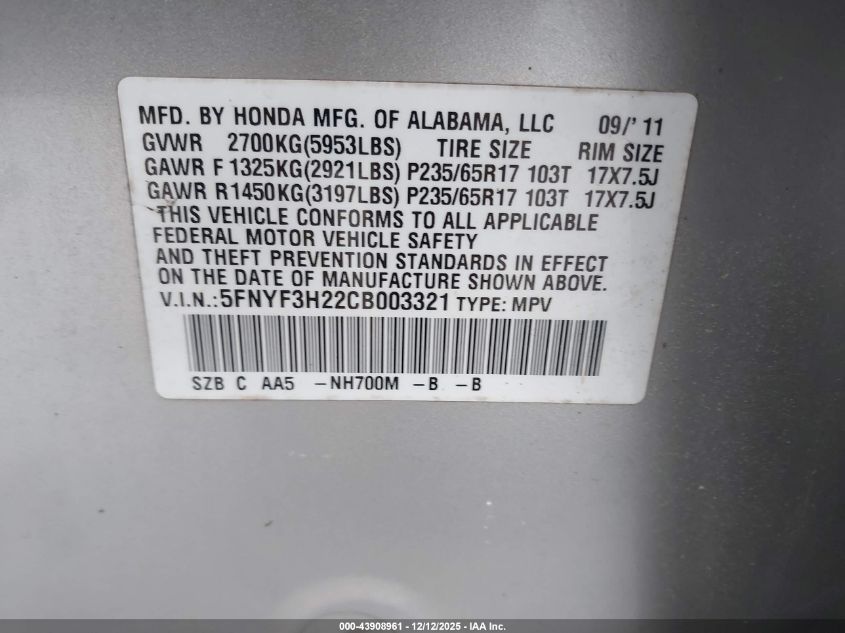 MFD. BY HONDA MFG. OF ALABAMA, LLC 09/'11
GVWR 2700KG(5953LBS) TIRE SIZE RIM SIZE
GAWR F 1325KG(2921LBS) P235/65R17 103T 17X7.5J
GAWR R1450KG(3197LBS) P235/65R17 103T 17X7.5J
THIS VEHICLE CONFORMS TO ALL APPLICABLE
FEDERAL MOTOR VEHICLE SAFETY
AND THEFT PREVENTION STANDARDS IN EFFECT
ON THE DATE OF MANUFACTURE SHOWN ABOVE.
V.I.N.:5FNYF3H22CB003321 TYPE: MPV
SZB C AA5 -NH700M -B -B
000-43908961 - 12/12/2025 - IAA Inc.